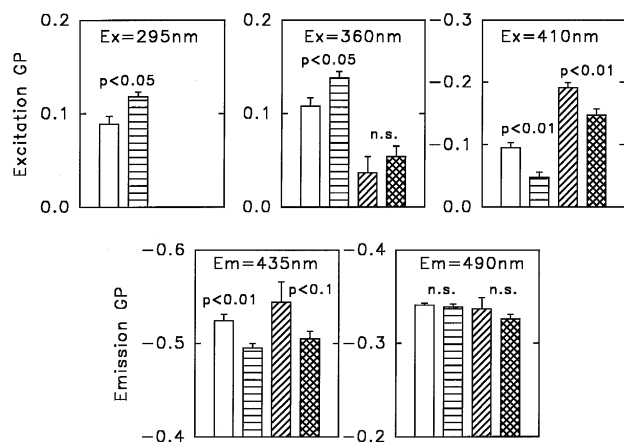 0.2
Ex=295nm
p<0.05
0.1
0.0
Excitation GP
0.2
Ex=360nm
p<0.05
0.1
n.s.
0.0
−0.3
Ex=410nm
−0.2
p<0.01
−0.1
p<0.01
0.0
−0.6
Em=435nm
p<0.01
p<0.1
−0.5
−0.4
Emission GP
−0.4
Em=490nm
n.s.
n.s.
−0.3
−0.2